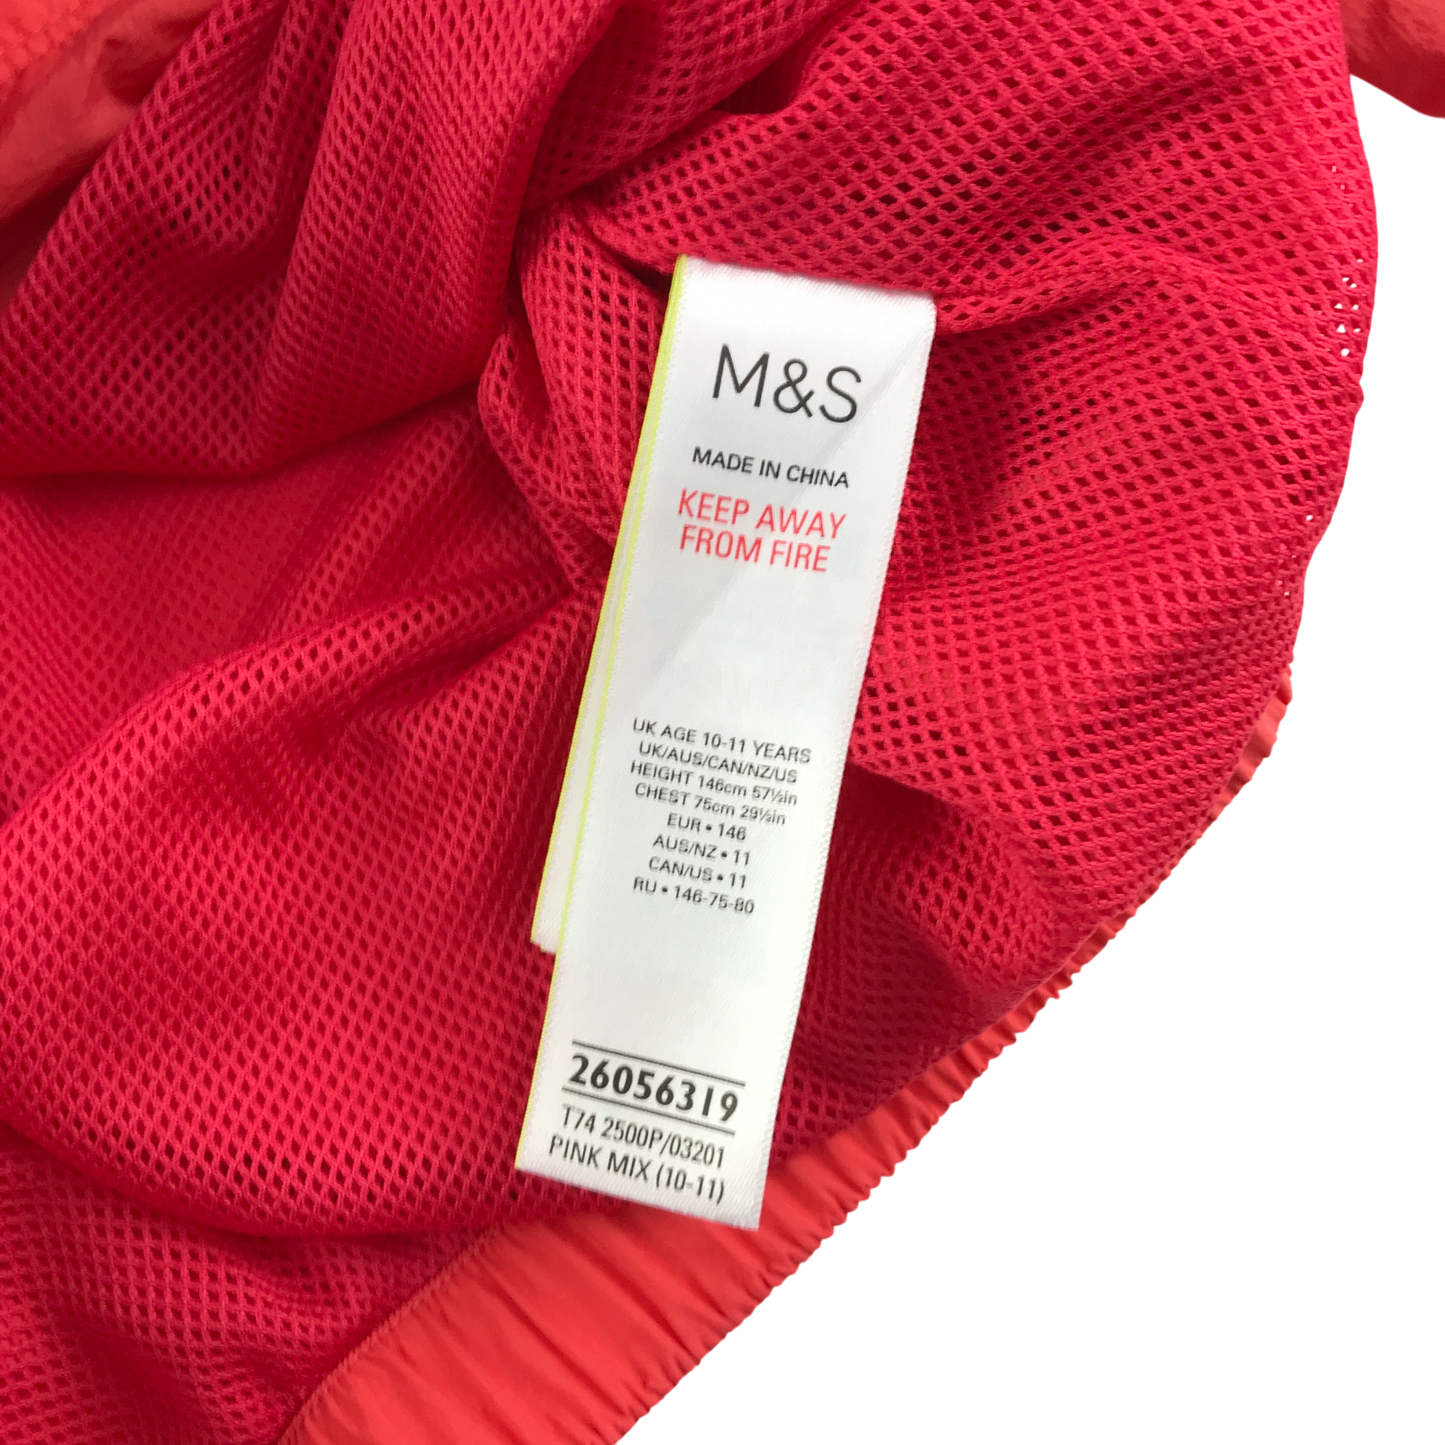 M&S
MADE IN CHINA
KEEP AWAY
FROM FIRE
UK AGE 10-11 YEARS
UK/AUS/CAN/NZ/US
HEIGHT 146cm 57½in
CHEST 75cm 29½in
EUR • 146
AUS/NZ • 11
CAN/US • 11
RU • 146-75-80
26056319
T74 2500P/03201
PINK MIX (10-11)